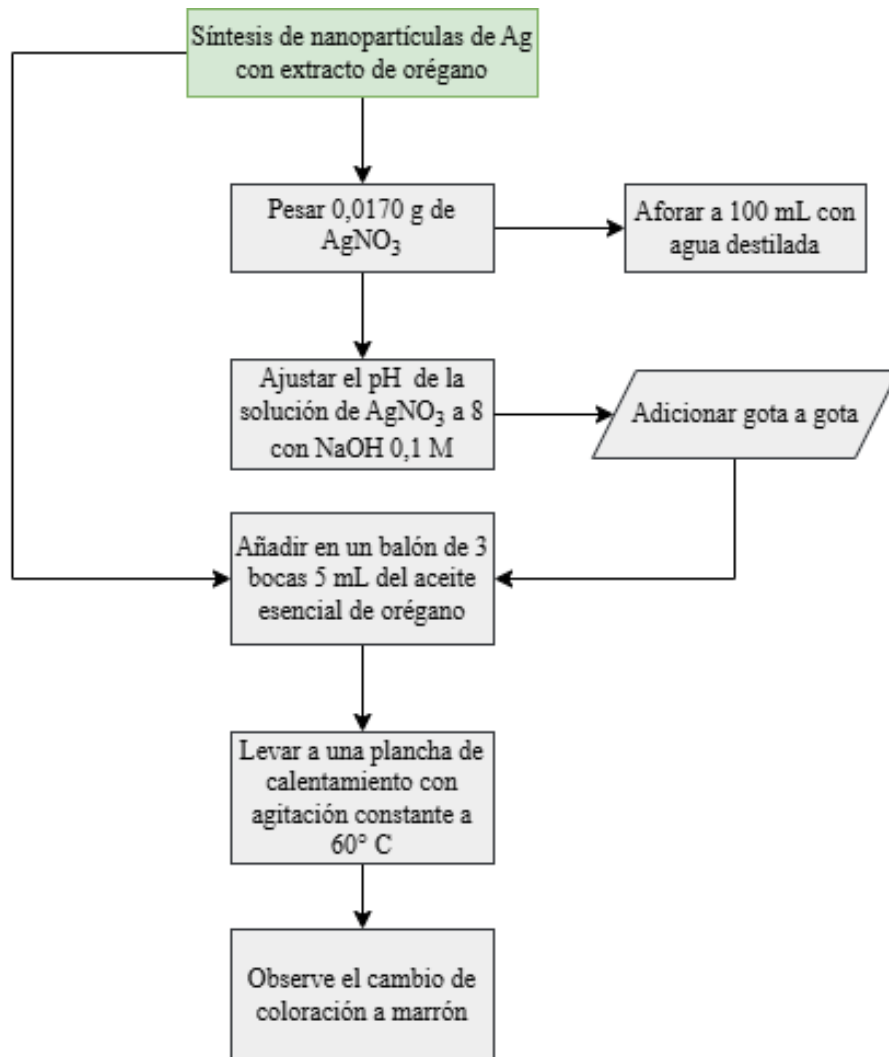 Síntesis de nanopartículas de Ag
con extracto de orégano
Pesar 0,0170 g de
AgNO3
Aforar a 100 mL con
agua destilada
Ajustar el pH de la
solución de AgNO3 a 8
con NaOH 0,1 M
Adicionar gota a gota
Añadir en un balón de 3
bocas 5 mL del aceite
esencial de orégano
Levar a una plancha de
calentamiento con
agitación constante a
60° C
Observe el cambio de
coloración a marrón